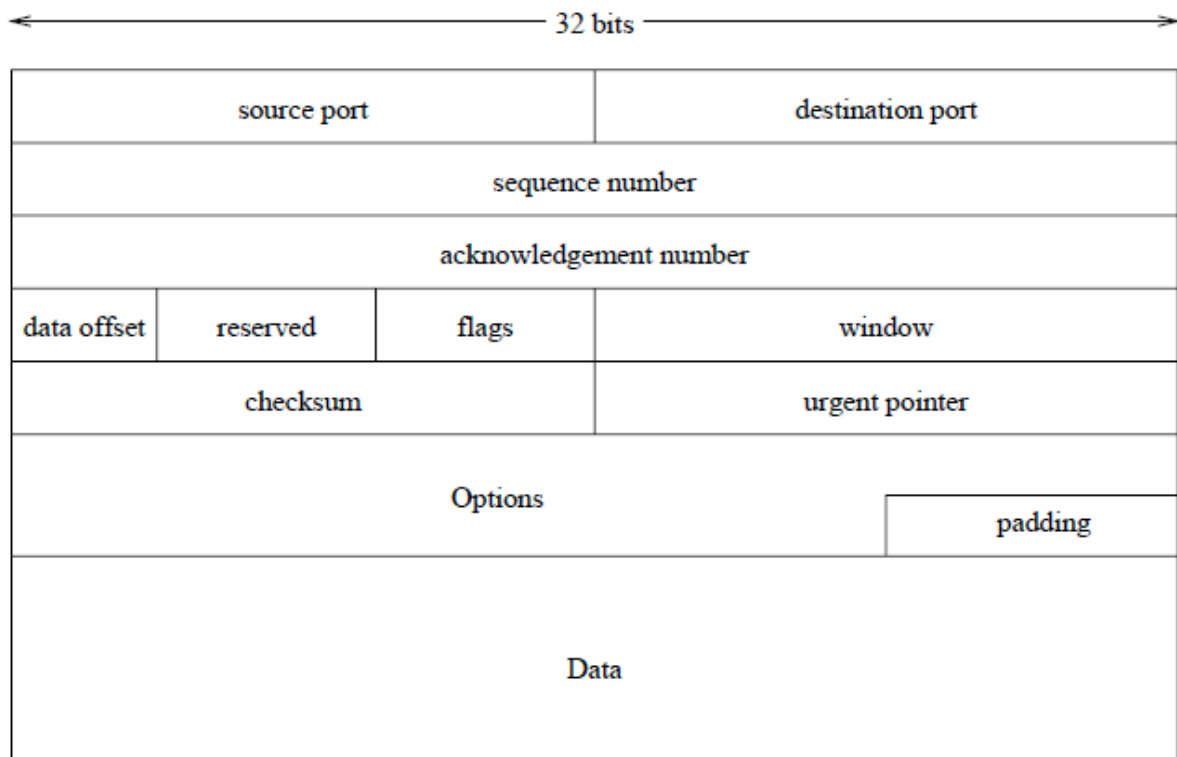 32 bits
source port destination port
sequence number
acknowledgement number
data offset reserved flags window
checksum urgent pointer
Options
padding
Data